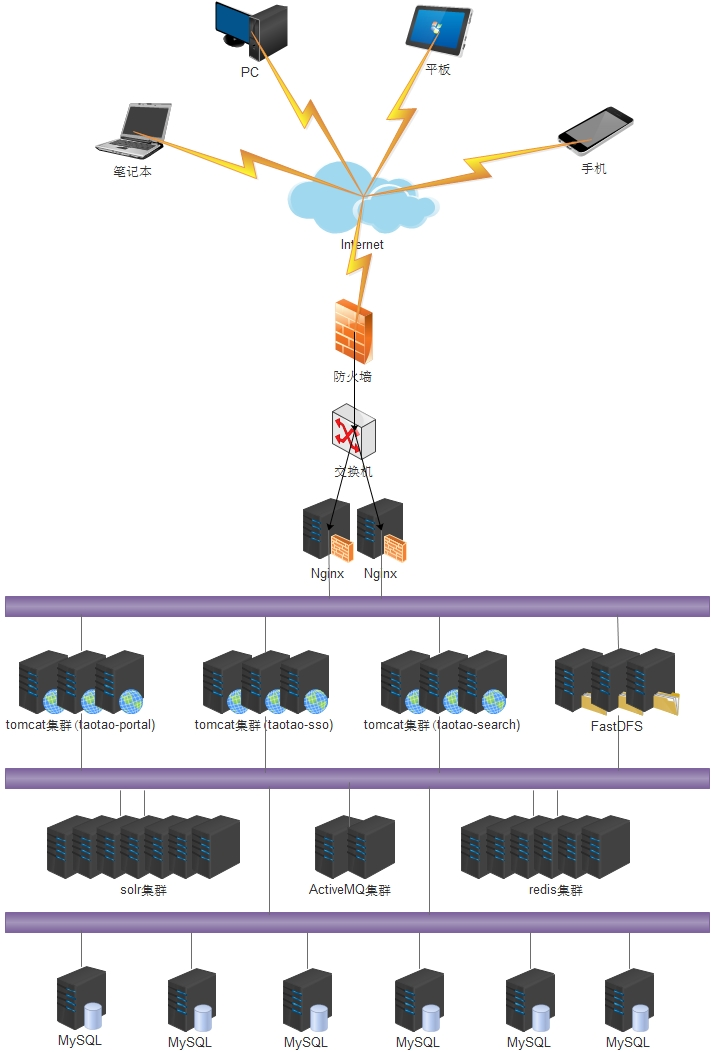 PC
平板
笔记本
手机
Internet
防火墙
交换机
Nginx
Nginx
tomcat集群(taotao-portal)
tomcat集群(taotao-sso)
tomcat集群(taotao-search)
FastDFS
solr集群
ActiveMQ集群
redis集群
MySQL
MySQL
MySQL
MySQL
MySQL
MySQL